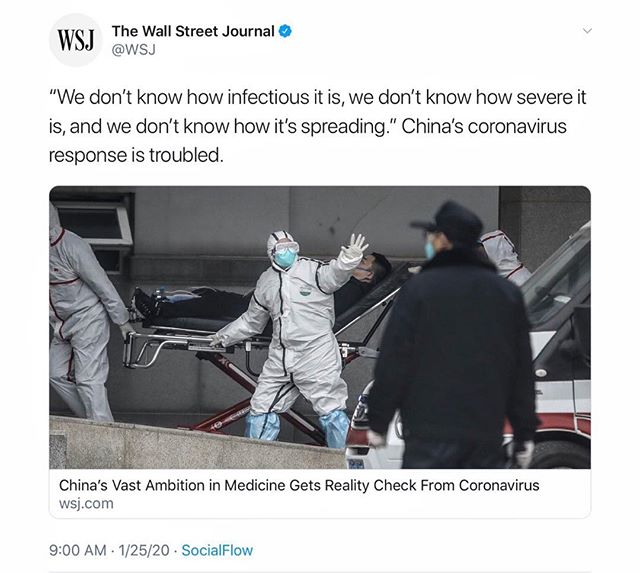 WSJ
The Wall Street Journal
@WSJ
“We don’t know how infectious it is, we don’t know how severe it
is, and we don’t know how it’s spreading.” China’s coronavirus
response is troubled.
China’s Vast Ambition in Medicine Gets Reality Check From Coronavirus
wsj.com
9:00 AM · 1/25/20 · SocialFlow